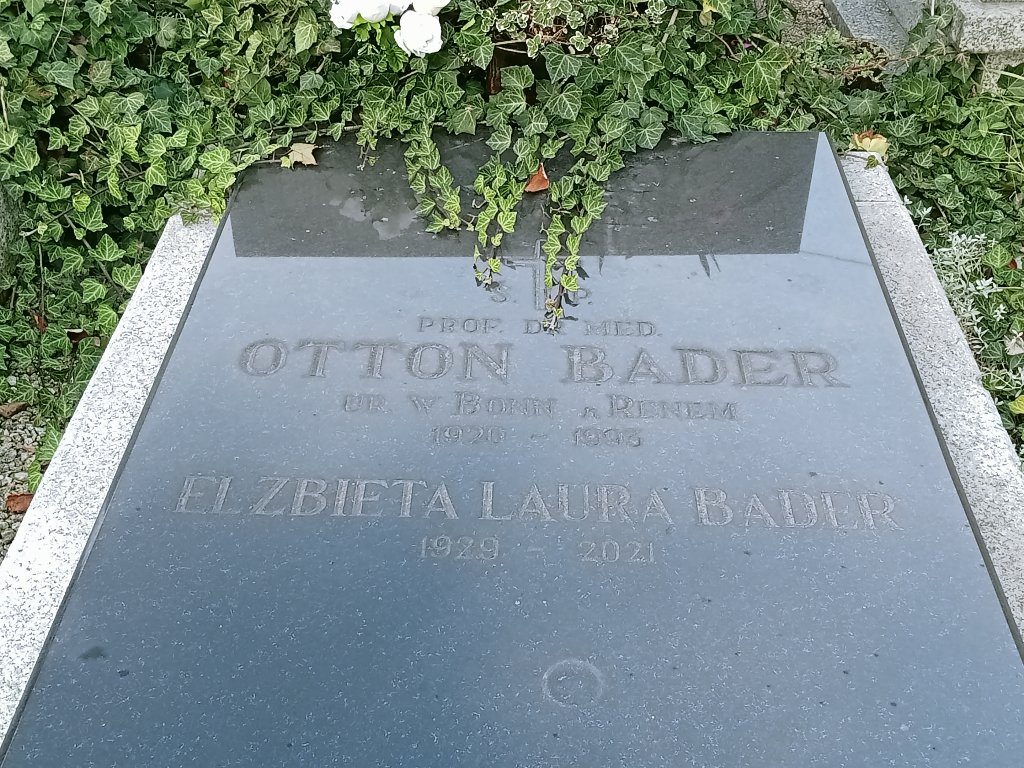 S. P.
PROF. DR MED.
OTTON BADER
UR. W BONN n/RENEM
1920 - 1993
ELZBIETA LAURA BADER
1929 - 2021